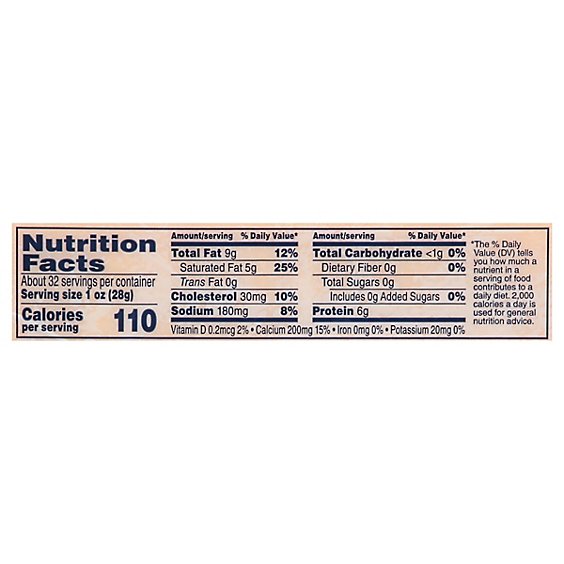 Nutrition
Facts
About 32 servings per container
Serving size 1 oz (28g)
Calories
per serving 110
Amount/serving % Daily Value*
Total Fat 9g 12%
Saturated Fat 5g 25%
Trans Fat 0g
Cholesterol 30mg 10%
Sodium 180mg 8%
Amount/serving % Daily Value*
Total Carbohydrate <1g 0%
Dietary Fiber 0g 0%
Total Sugars 0g
Includes 0g Added Sugars 0%
Protein 6g
Vitamin D 0.2mcg 2% • Calcium 200mg 15% • Iron 0mg 0% • Potassium 20mg 0%
*The % Daily
Value (DV) tells
you how much a
nutrient in a
serving of food
contributes to a
daily diet. 2,000
calories a day is
used for general
nutrition advice.